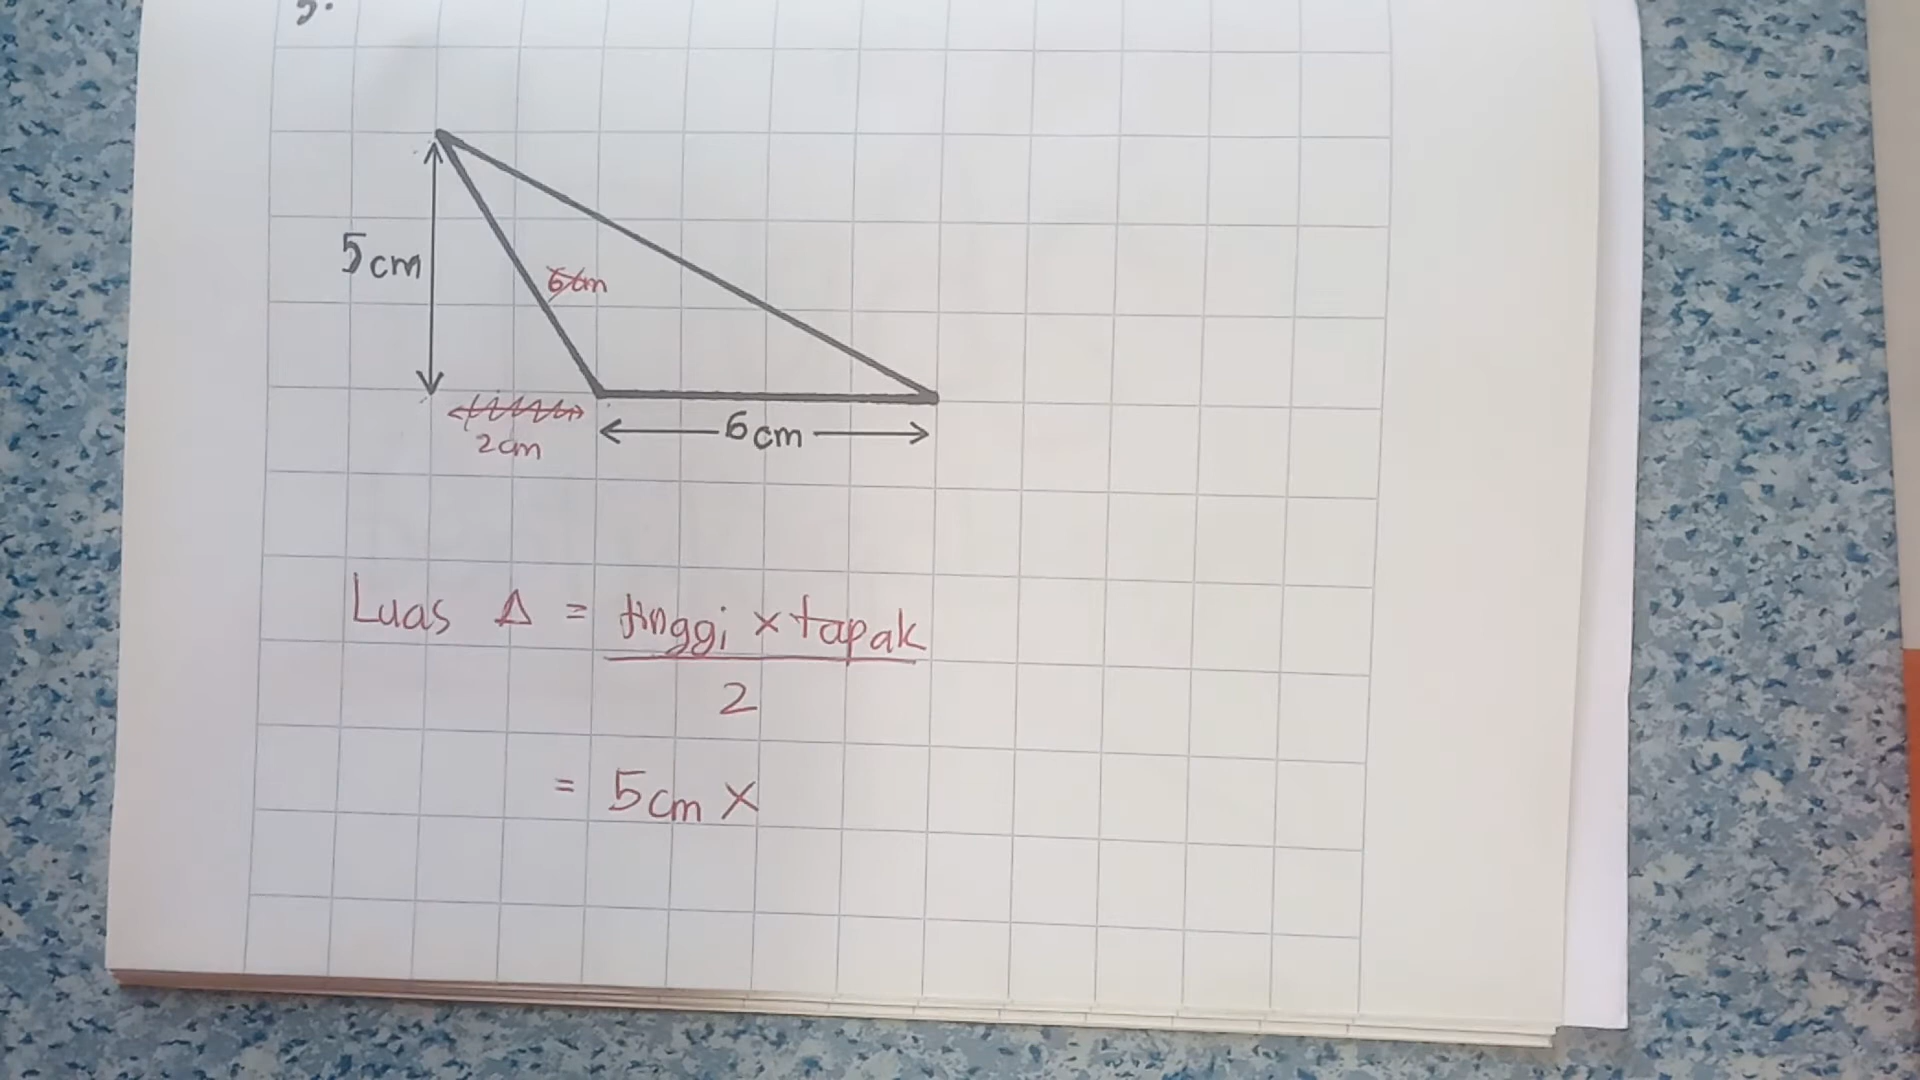 5cm
6cm
2cm
6cm
Luas Δ = tinggi × tapak
2
= 5cm ×